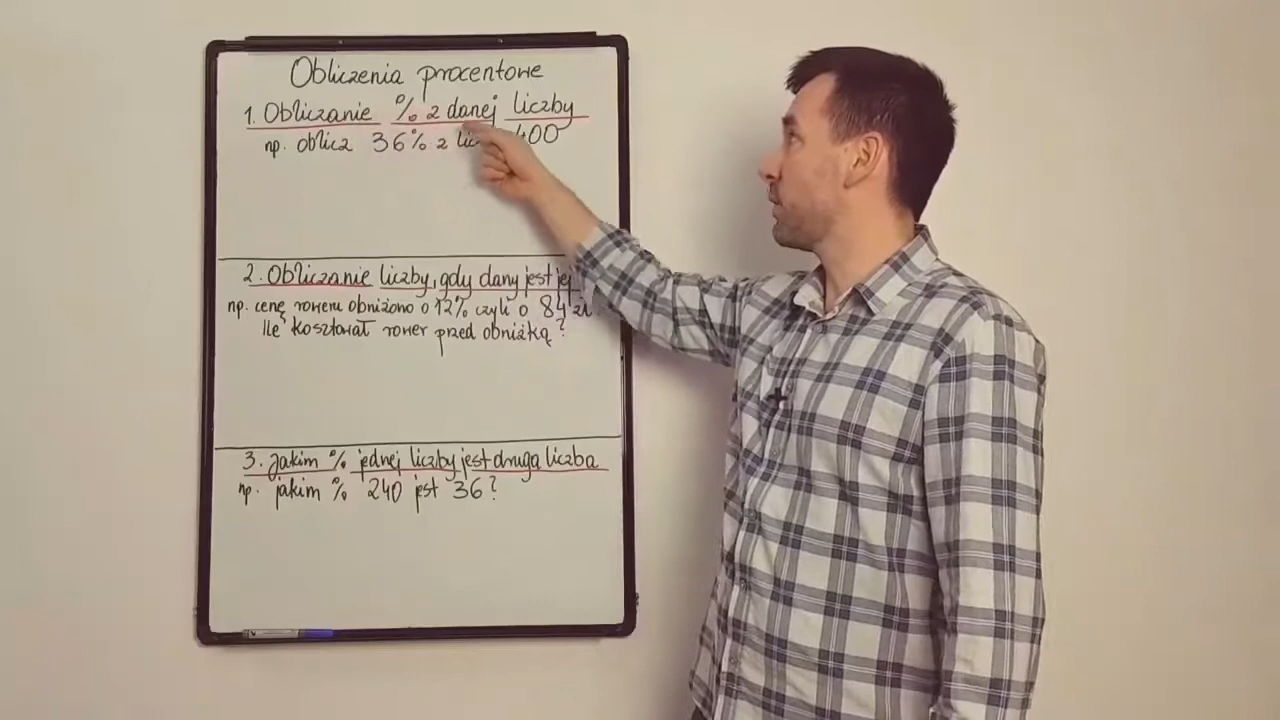 Obliczenia procentowe
1. Obliczanie % z danej liczby
np. oblicz 36% z 400
2. Obliczanie liczby, gdy dany jest jej
np. cenę roweru obniżono o 12% czyli o 84 zł.
Ile kosztował rower przed obniżką?
3. Jakim % jednej liczby jest druga liczba
np. jakim % 240 jest 36?